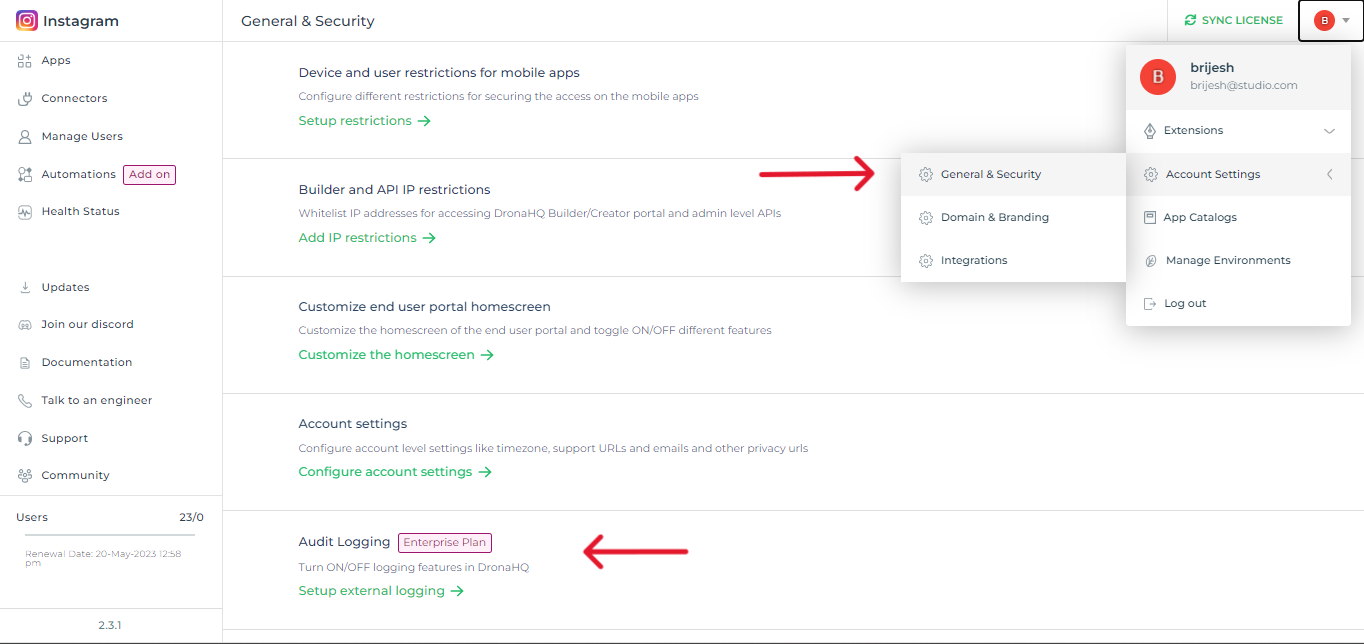 Instagram
General & Security
SYNC LICENSE
B
Apps
Connectors
Manage Users
Automations Add on
Health Status
Updates
Join our discord
Documentation
Talk to an engineer
Support
Community
Users 23/0
Renewal Date: 20-May-2023 12:58
pm
2.3.1
Device and user restrictions for mobile apps
Configure different restrictions for securing the access on the mobile apps
Setup restrictions
Builder and API IP restrictions
Whitelist IP addresses for accessing DronaHQ Builder/Creator portal and admin level APIs
Add IP restrictions
Customize end user portal homescreen
Customize the homescreen of the end user portal and toggle ON/OFF different features
Customize the homescreen
Account settings
Configure account level settings like timezone, support URLs and emails and other privacy urls
Configure account settings
Audit Logging Enterprise Plan
Turn ON/OFF logging features in DronaHQ
Setup external logging
B
brijesh
brijesh@studio.com
Extensions
Account Settings
App Catalogs
Manage Environments
Log out
General & Security
Domain & Branding
Integrations